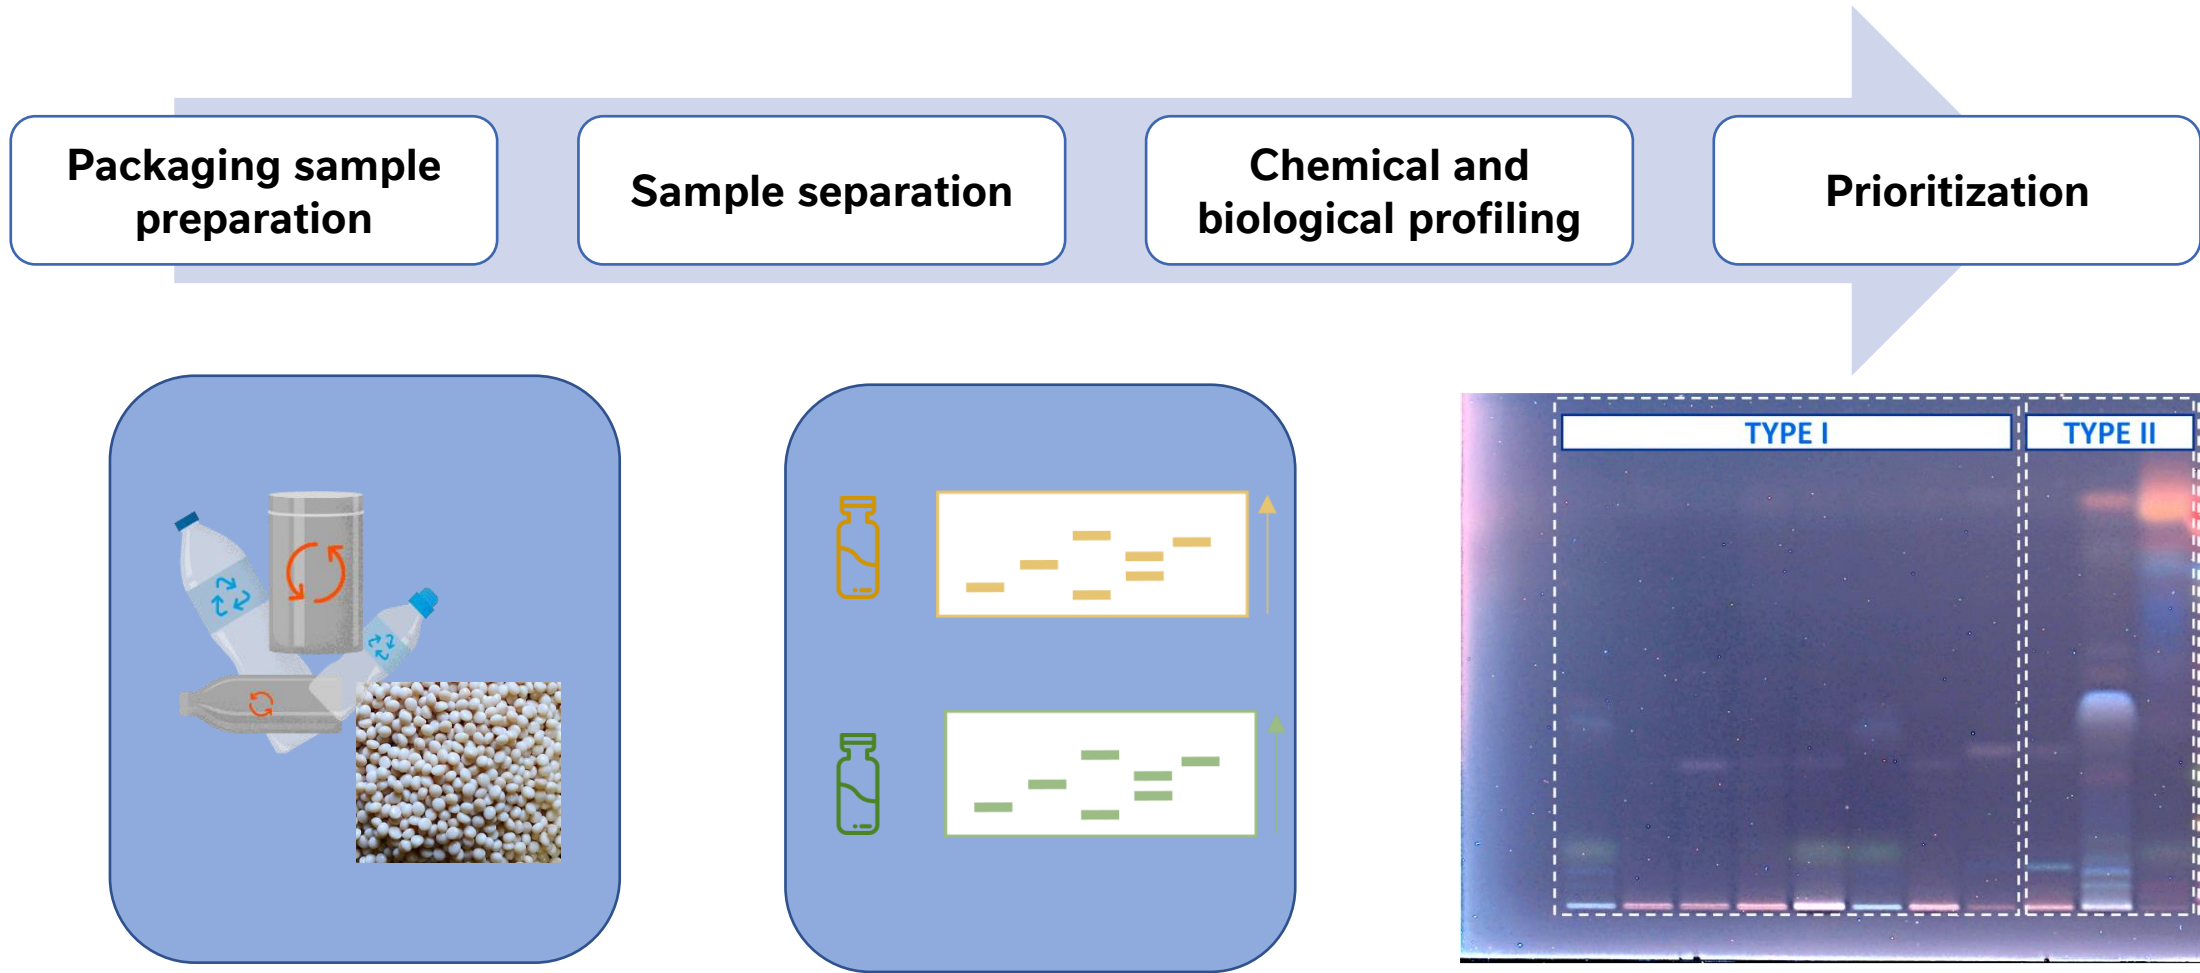 Packaging sample
preparation
Sample separation
Chemical and
biological profiling
Prioritization
TYPE I
TYPE II